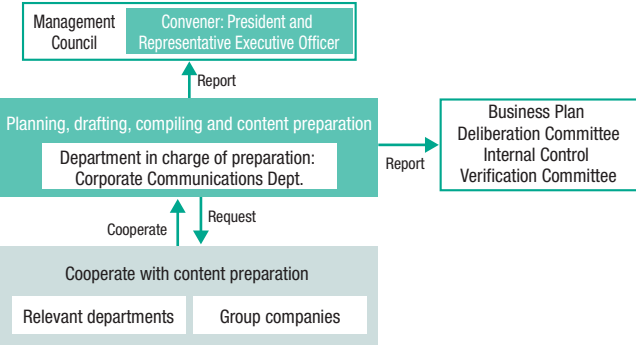 Management
Council
Convener: President and
Representative Executive Officer
Report
Planning, drafting, compiling and content preparation
Department in charge of preparation:
Corporate Communications Dept.
Report
Business Plan
Deliberation Committee
Internal Control
Verification Committee
Cooperate
Request
Cooperate with content preparation
Relevant departments
Group companies